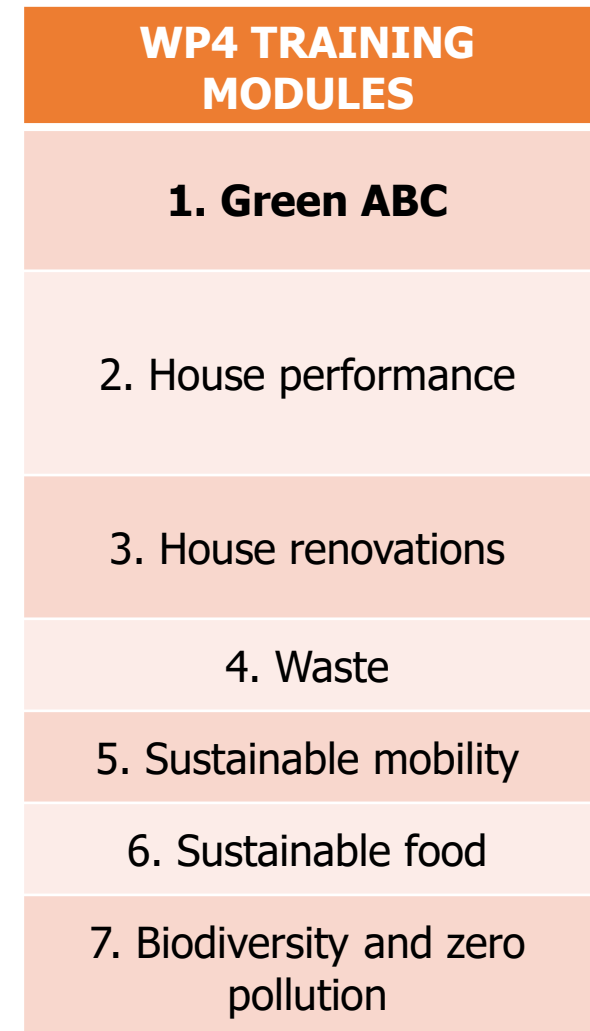 WP4 TRAINING
MODULES
1. Green ABC
2. House performance
3. House renovations
4. Waste
5. Sustainable mobility
6. Sustainable food
7. Biodiversity and zero
pollution